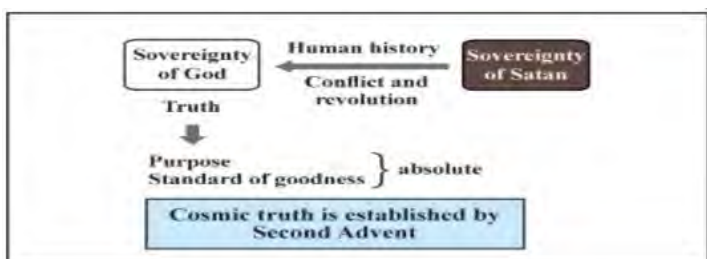 Sovereignty
of God
Human history
Conflict and
revolution
Sovereignty
of Satan
Truth
Purpose
Standard of goodness } absolute
Cosmic truth is established by
Second Advent